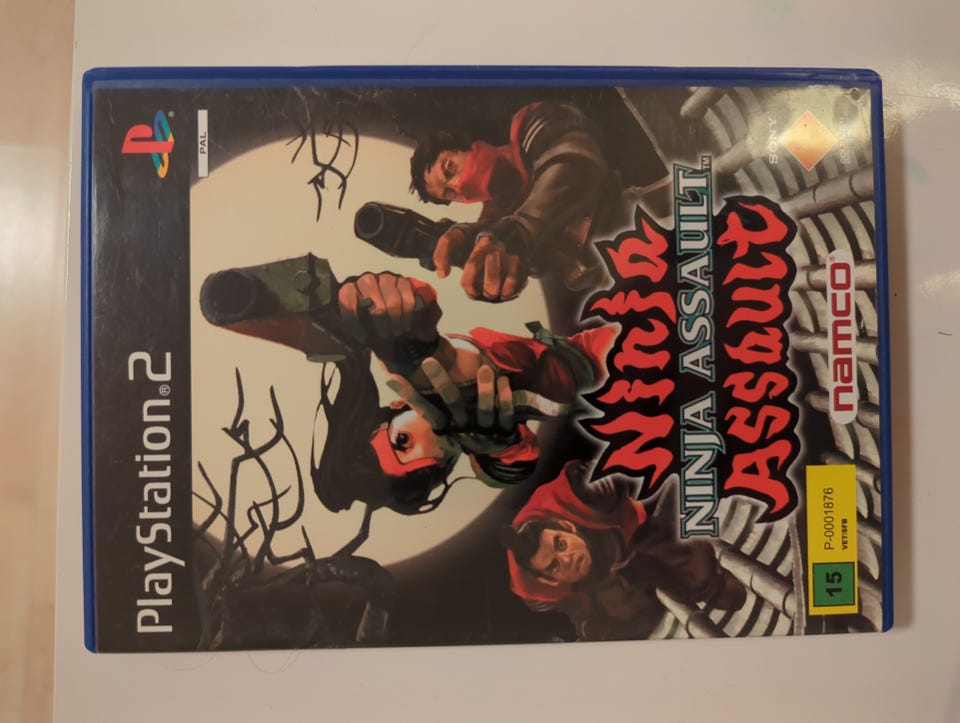 PlayStation®2
PAL
Ninja
NINJA ASSAULT™
Assault
SONY
namco®
15
P-0001876
VET/SFB